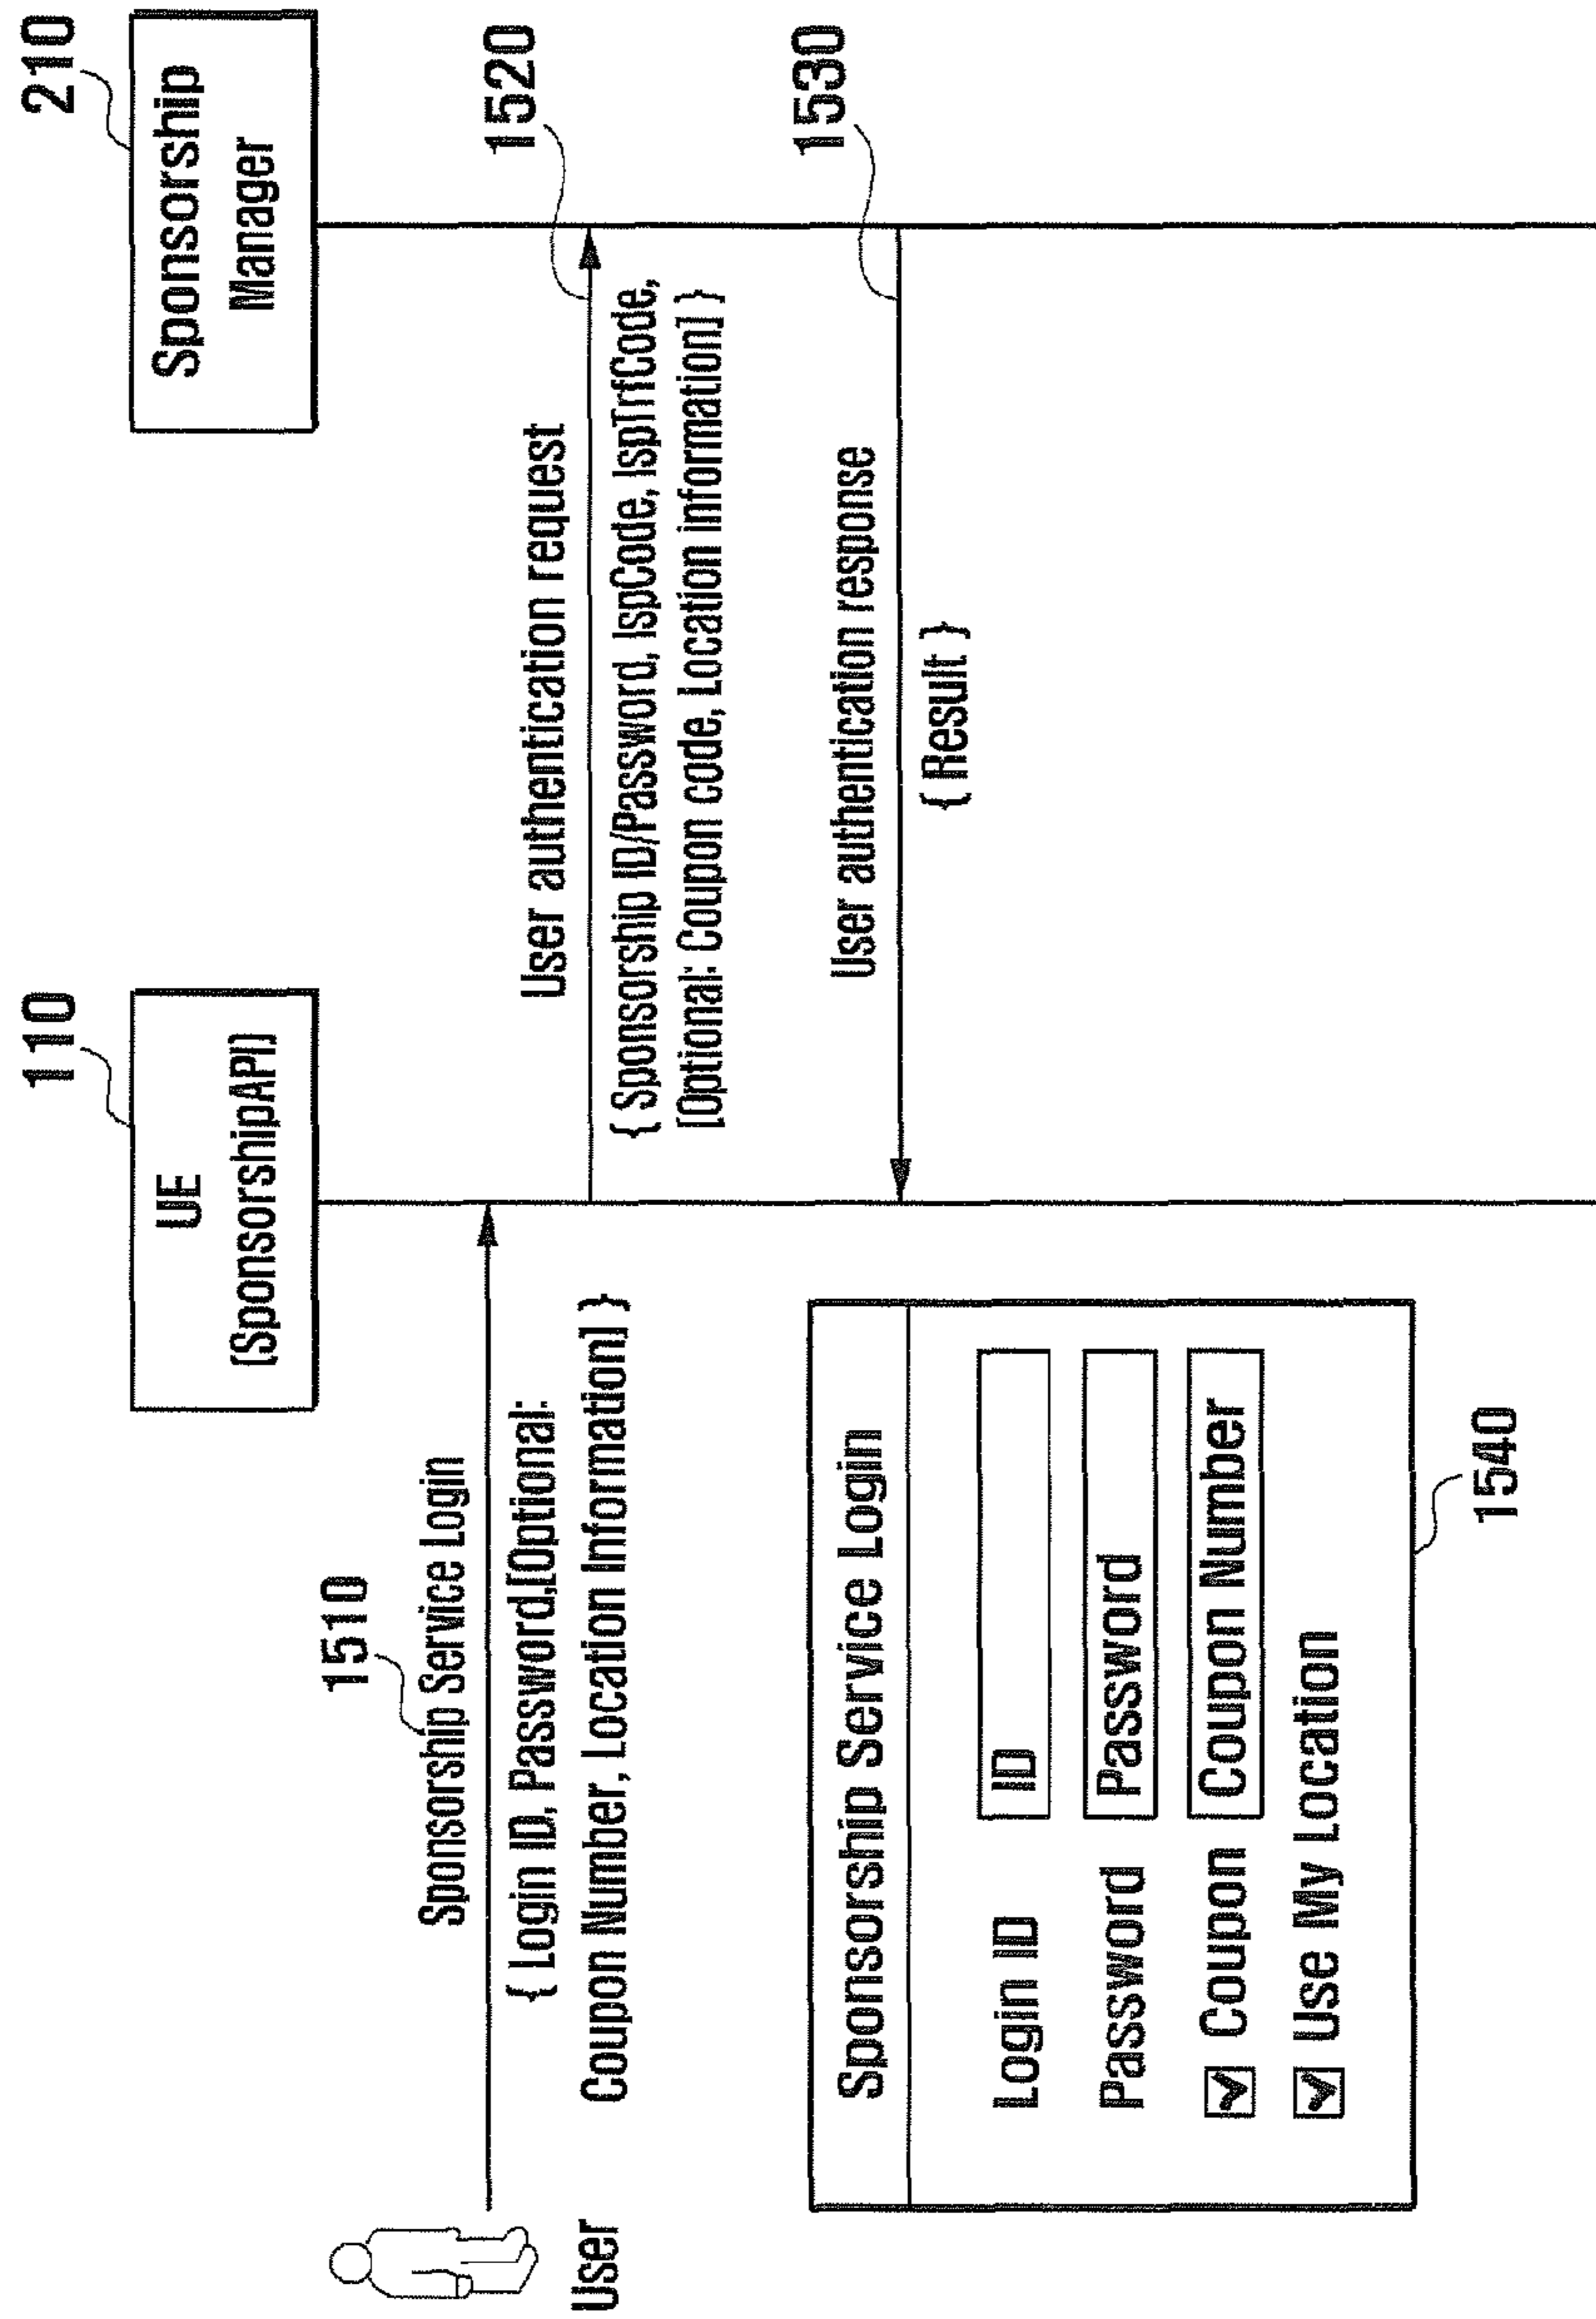 110
UE
(SponsorshipAPI)
210
Sponsorship
Manager
1510
Sponsorship Service Login
{ Login ID, Password,[Optional:
Coupon Number, Location Information] }
User
User authentication request
1520
{ Sponsorship ID/Password, IspCode, IspTrfCode,
[Optional: Coupon code, Location information] }
User authentication response
1530
{ Result }
Sponsorship Service Login
Login ID ID
Password Password
Coupon Coupon Number
Use My Location
1540